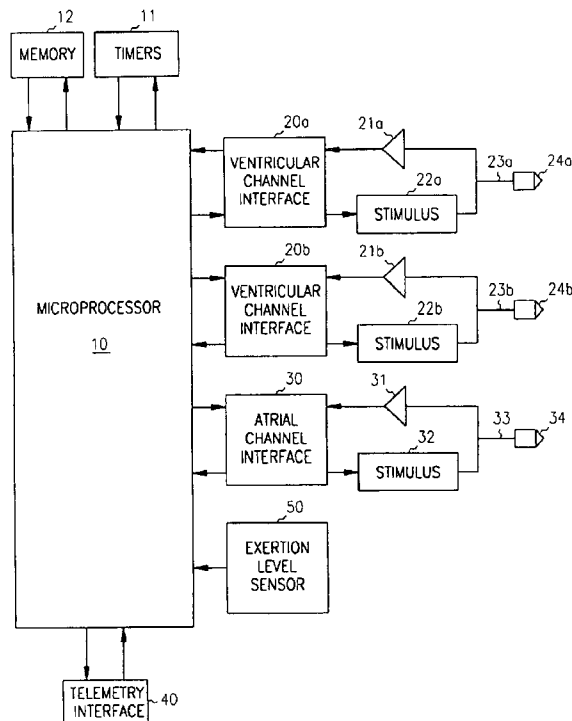 12
MEMORY
11
TIMERS
MICROPROCESSOR
10
20a
VENTRICULAR
CHANNEL
INTERFACE
21a
22a
STIMULUS
23a
24a
20b
VENTRICULAR
CHANNEL
INTERFACE
21b
22b
STIMULUS
23b
24b
30
ATRIAL
CHANNEL
INTERFACE
31
32
STIMULUS
33
34
50
EXERTION
LEVEL
SENSOR
TELEMETRY
INTERFACE
40